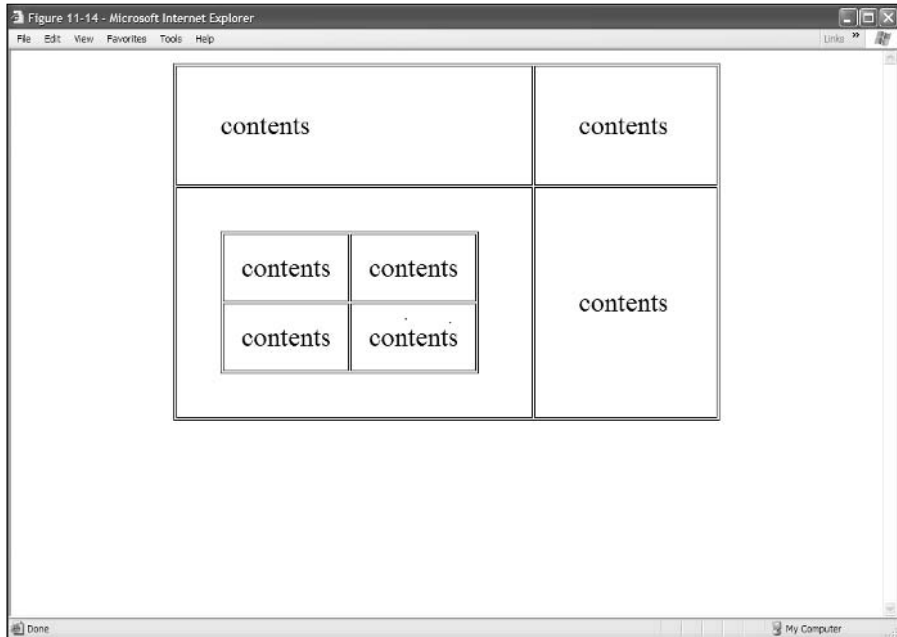 Figure 11-14 - Microsoft Internet Explorer
File Edit View Favorites Tools Help
Links »
contents contents
contents contents
contents
contents contents
Done
My Computer